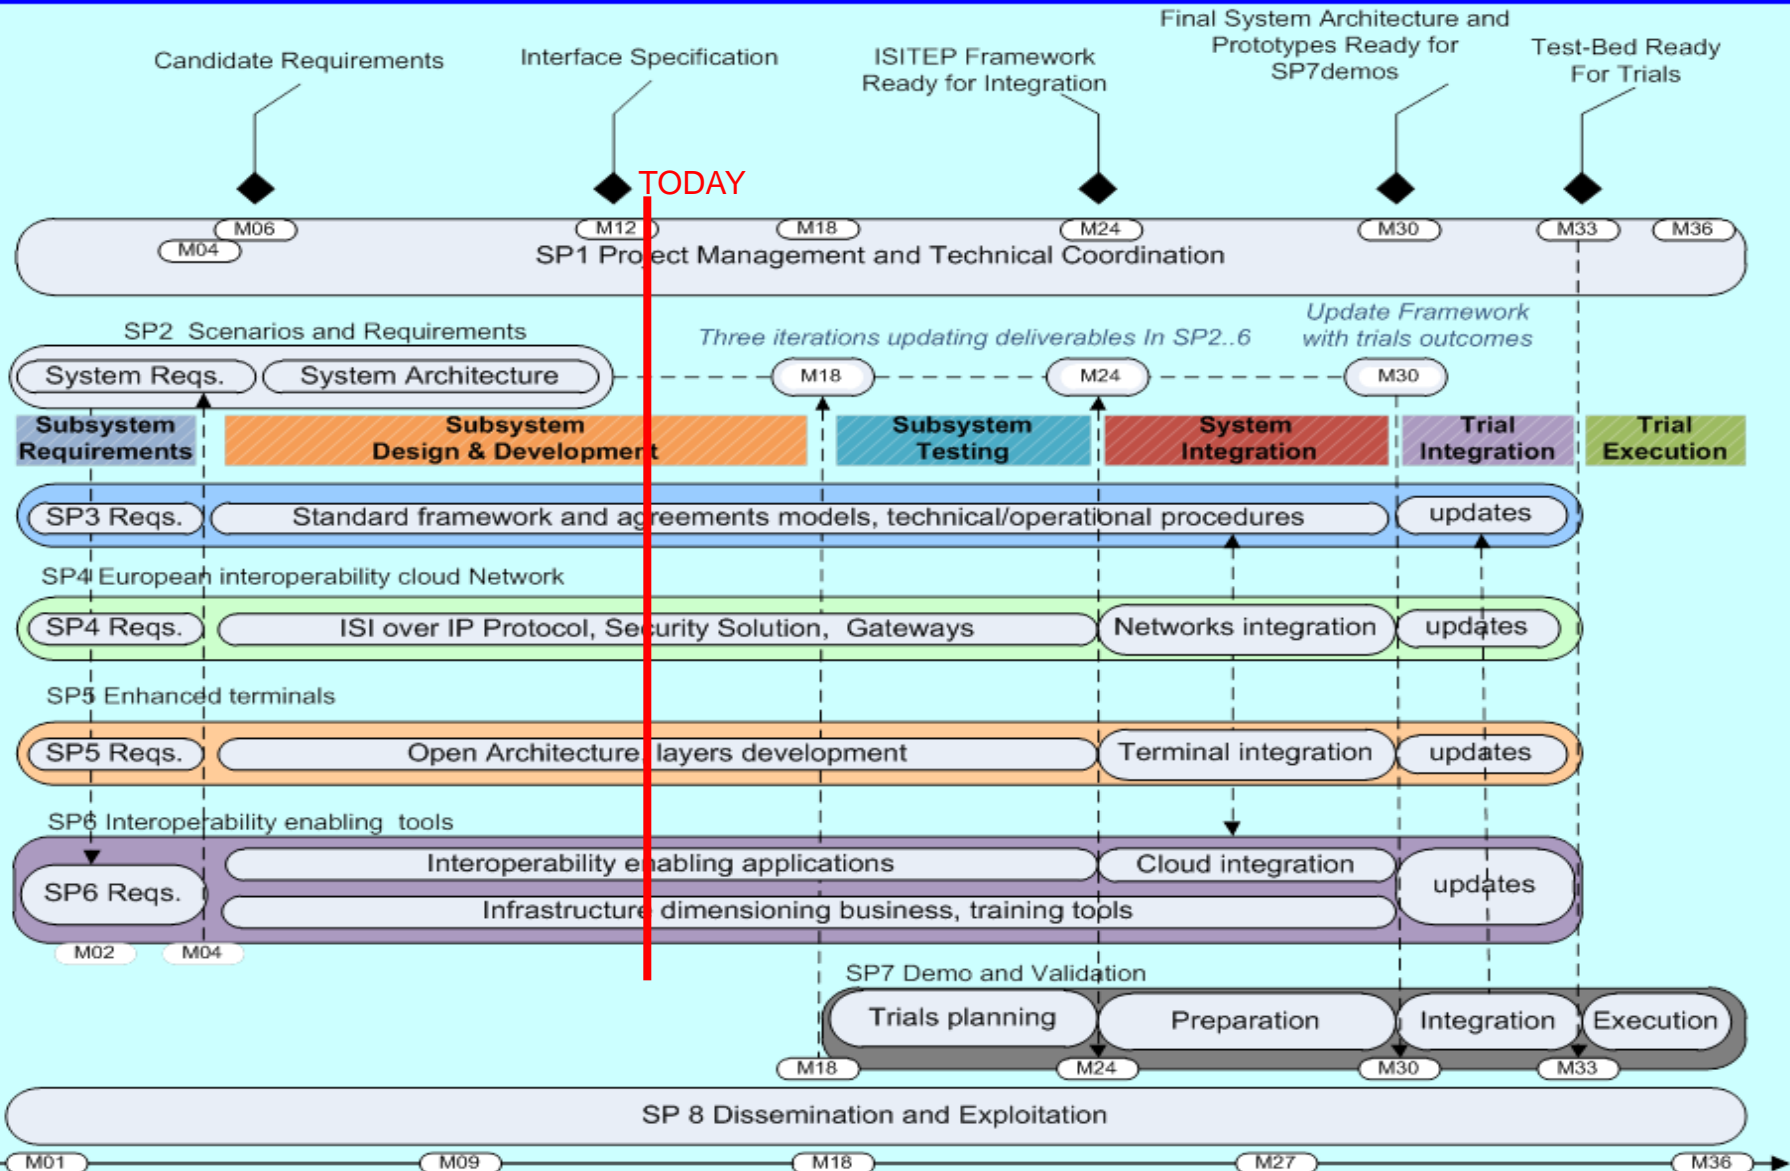 Final System Architecture and
Prototypes Ready for
SP7demos
Candidate Requirements
Interface Specification
ISITEP Framework
Ready for Integration
Test-Bed Ready
For Trials
TODAY
M06
M12
M18
M24
M30
M33
M36
M04
SP1 Project Management and Technical Coordination
SP2 Scenarios and Requirements
Three iterations updating deliverables In SP2..6
Update Framework
with trials outcomes
System Reqs.
System Architecture
M18
M24
M30
Subsystem
Requirements
Subsystem
Design & Development
Subsystem
Testing
System
Integration
Trial
Integration
Trial
Execution
SP3 Reqs.
Standard framework and agreements models, technical/operational procedures
updates
SP4 European interoperability cloud Network
SP4 Reqs.
ISI over IP Protocol, Security Solution, Gateways
Networks integration
updates
SP5 Enhanced terminals
SP5 Reqs.
Open Architecture, layers development
Terminal integration
updates
SP6 Interoperability enabling tools
SP6 Reqs.
Interoperability enabling applications
Cloud integration
updates
Infrastructure dimensioning business, training tools
M02
M04
SP7 Demo and Validation
Trials planning
Preparation
Integration
Execution
M18
M24
M30
M33
SP 8 Dissemination and Exploitation
M01
M09
M18
M27
M36